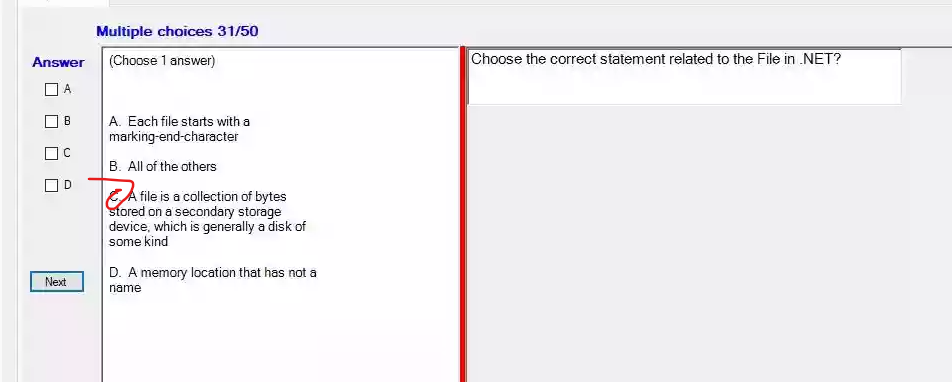 Multiple choices 31/50
Answer
A
B
C
D
Next
(Choose 1 answer)
A. Each file starts with a
marking-end-character
B. All of the others
C. A file is a collection of bytes
stored on a secondary storage
device, which is generally a disk of
some kind
D. A memory location that has not a
name
Choose the correct statement related to the File in .NET?